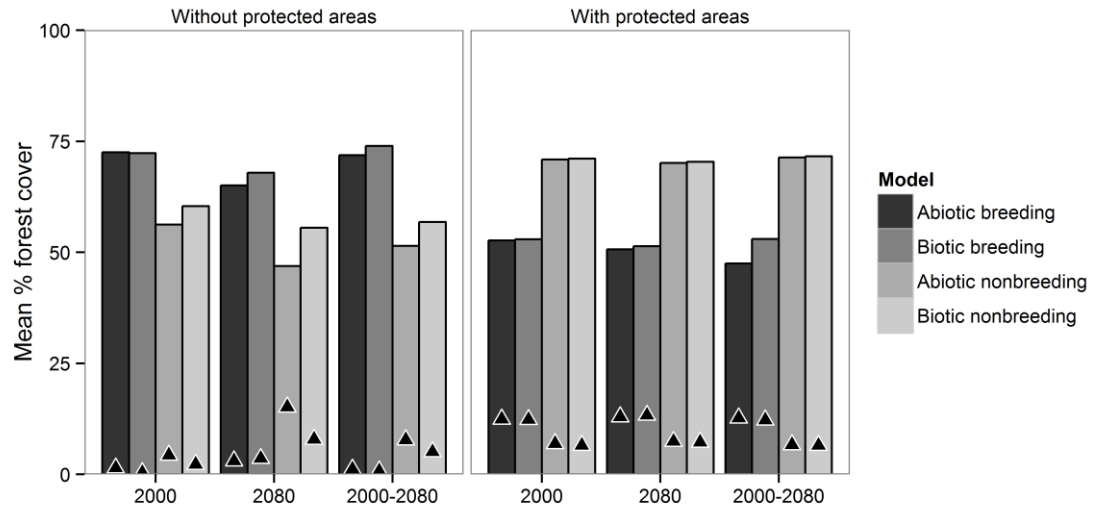 Without protected areas
With protected areas
Mean % forest cover
100
75
50
25
0
2000
2080
2000-2080
2000
2080
2000-2080
Model
Abiotic breeding
Biotic breeding
Abiotic nonbreeding
Biotic nonbreeding